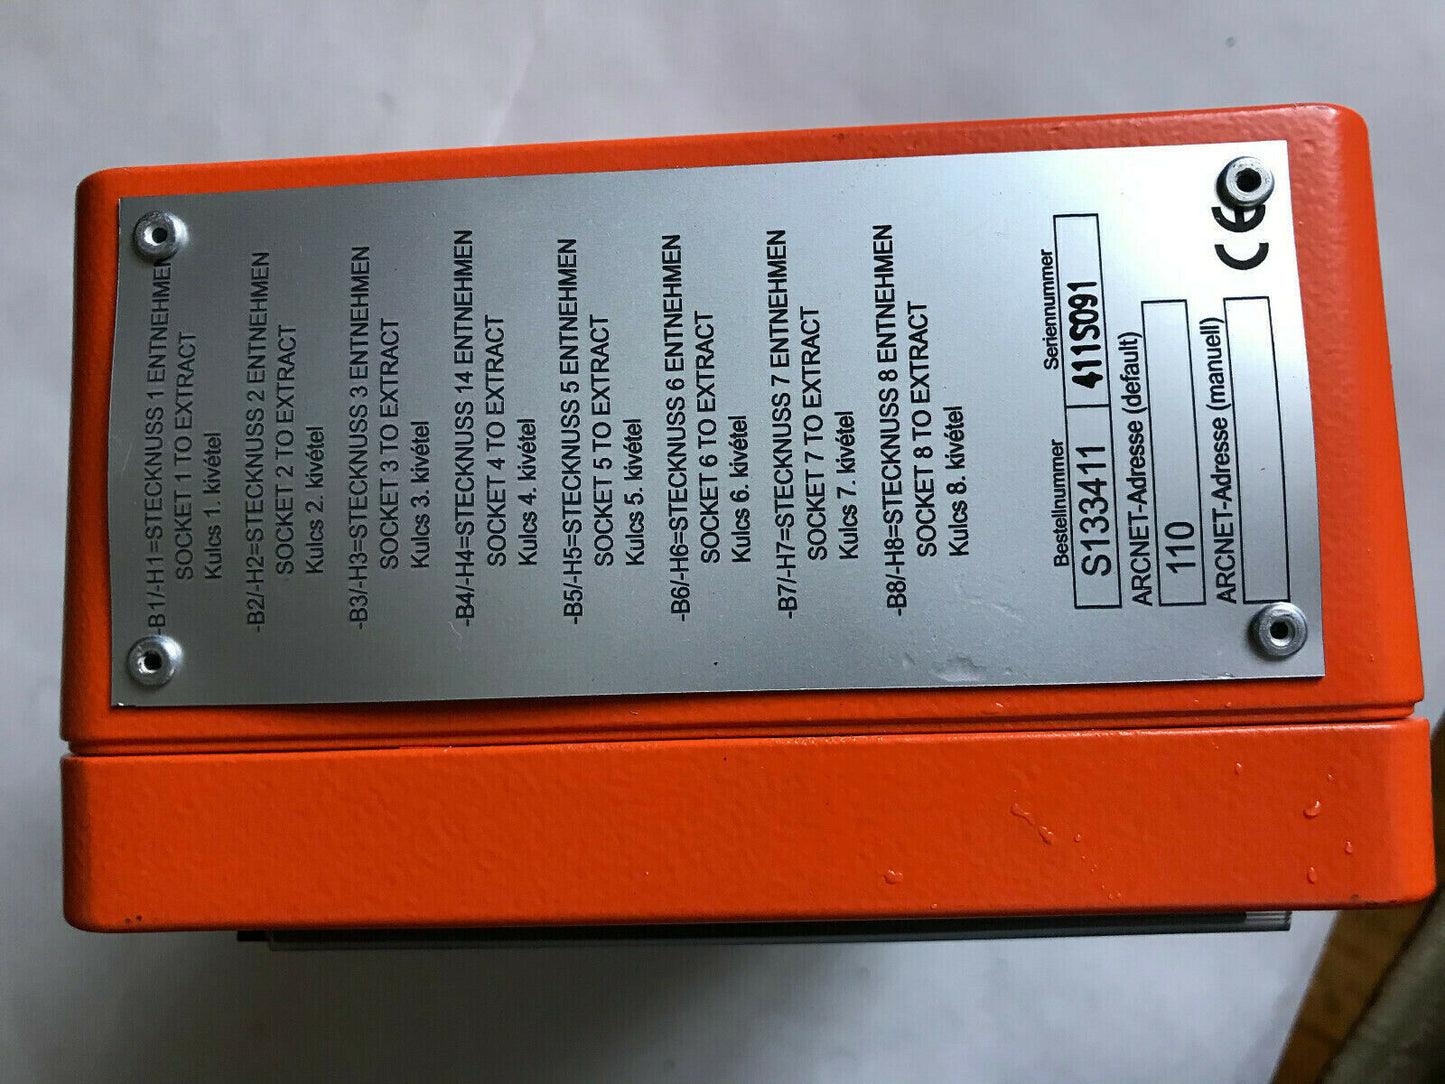 -B1/-H1=STECKNUSS 1 ENTNEHMEN
SOCKET 1 TO EXTRACT
Kulcs 1. kivétel
-B2/-H2=STECKNUSS 2 ENTNEHMEN
SOCKET 2 TO EXTRACT
Kulcs 2. kivétel
-B3/-H3=STECKNUSS 3 ENTNEHMEN
SOCKET 3 TO EXTRACT
Kulcs 3. kivétel
-B4/-H4=STECKNUSS 14 ENTNEHMEN
SOCKET 4 TO EXTRACT
Kulcs 4. kivétel
-B5/-H5=STECKNUSS 5 ENTNEHMEN
SOCKET 5 TO EXTRACT
Kulcs 5. kivétel
-B6/-H6=STECKNUSS 6 ENTNEHMEN
SOCKET 6 TO EXTRACT
Kulcs 6. kivétel
-B7/-H7=STECKNUSS 7 ENTNEHMEN
SOCKET 7 TO EXTRACT
Kulcs 7. kivétel
-B8/-H8=STECKNUSS 8 ENTNEHMEN
SOCKET 8 TO EXTRACT
Kulcs 8. kivétel
Bestellnummer Seriennummer
S133411 411S091
ARCNET-Adresse (default)
110
ARCNET-Adresse (manuell)
CE